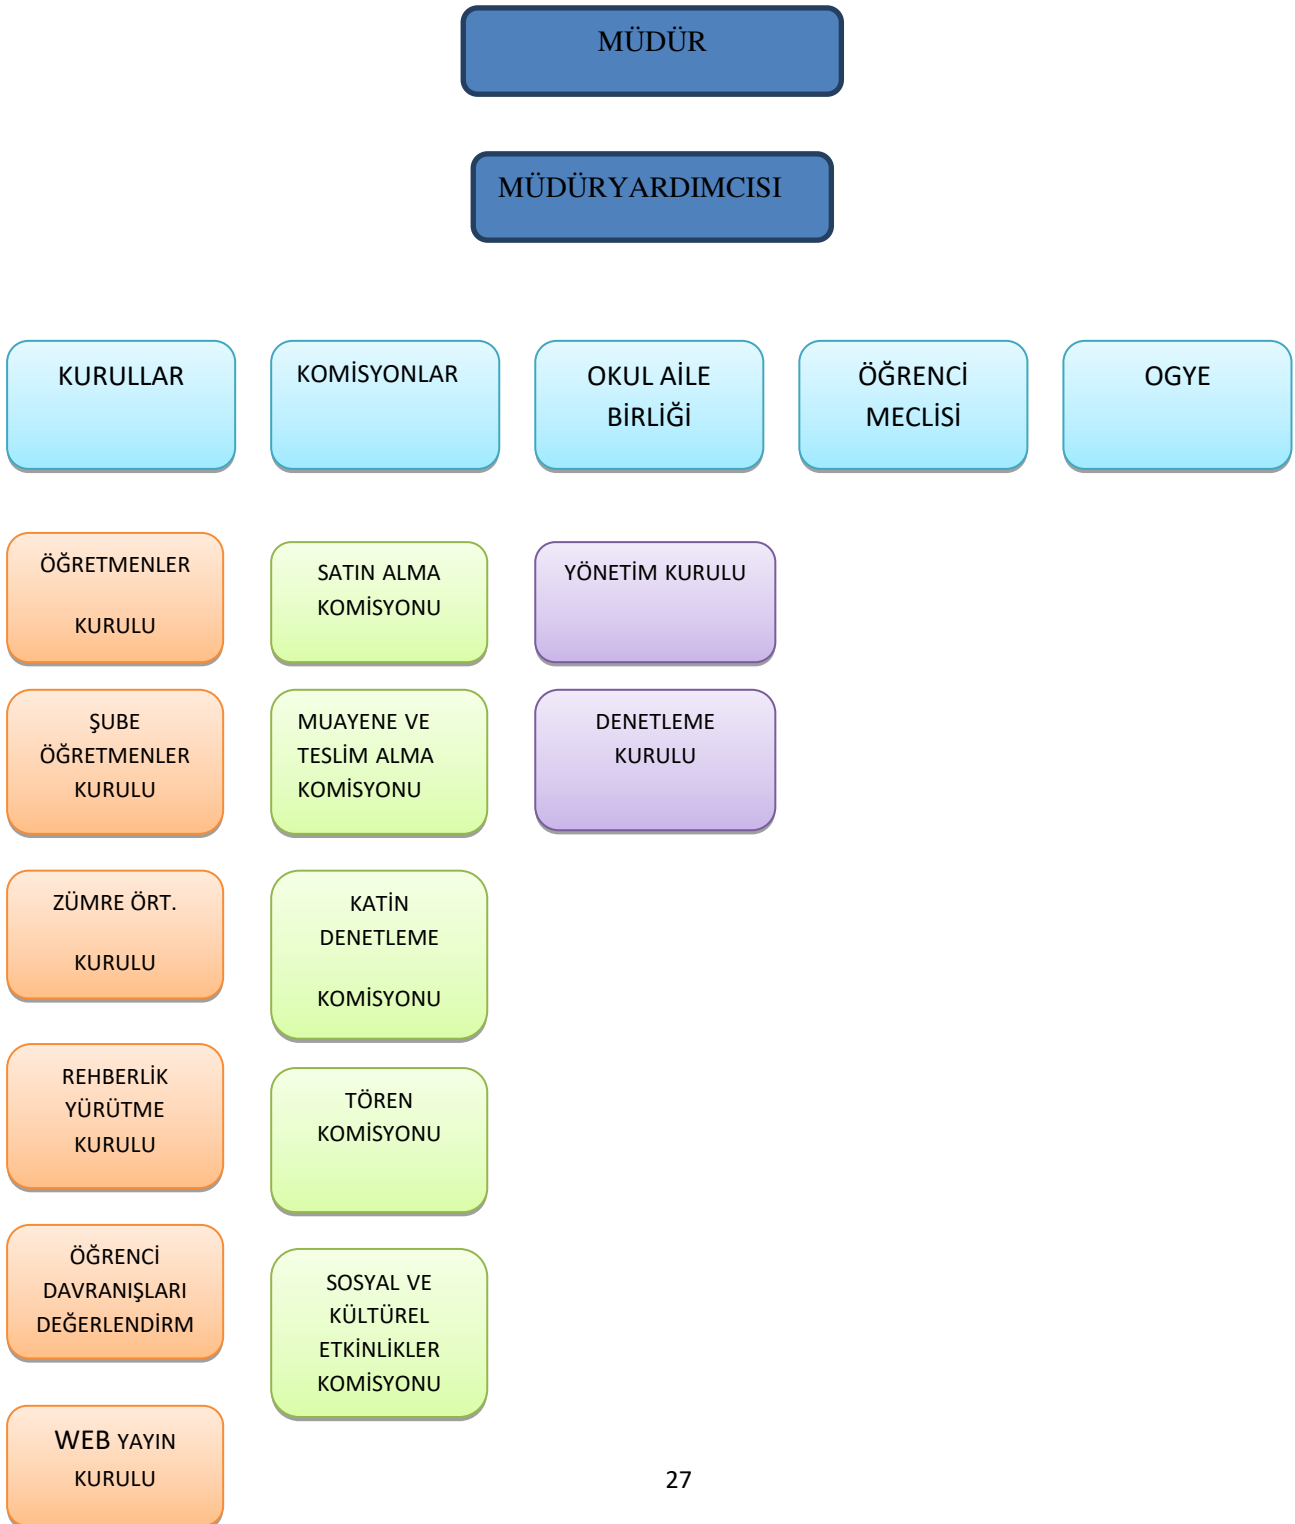 MÜDÜR
MÜDÜRYARDIMCISI
KURULLAR
KOMİSYONLAR
OKUL AİLE
BİRLİĞİ
ÖĞRENCİ
MECLİSİ
OGYE
ÖĞRETMENLER
KURULU
ŞUBE
ÖĞRETMENLER
KURULU
ZÜMRE ÖRT.
KURULU
REHBERLİK
YÜRÜTME
KURULU
ÖĞRENCİ
DAVRANIŞLARI
DEĞERLENDİRM
WEB YAYIN
KURULU
SATIN ALMA
KOMİSYONU
MUAYENE VE
TESLİM ALMA
KOMİSYONU
KATİN
DENETLEME
KOMİSYONU
TÖREN
KOMİSYONU
SOSYAL VE
KÜLTÜREL
ETKİNLİKLER
KOMİSYONU
YÖNETİM KURULU
DENETLEME
KURULU
27